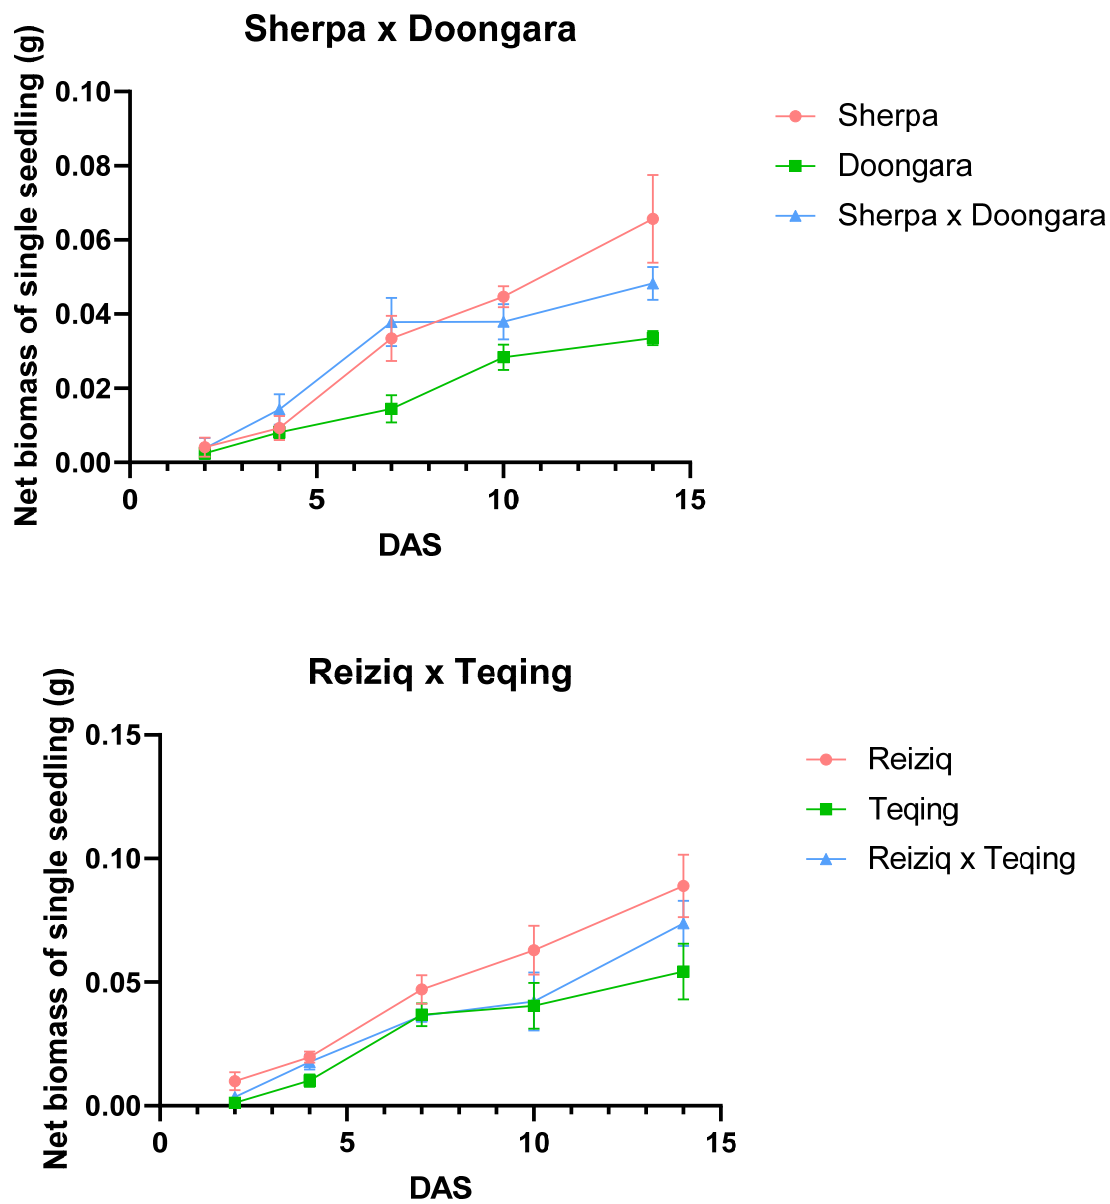 Sherpa x Doongara
Net biomass of single seedling (g)
0.10
0.08
0.06
0.04
0.02
0.00
0
5
10
15
DAS
Sherpa
Doongara
Sherpa x Doongara
Reiziq x Teqing
Net biomass of single seedling (g)
0.15
0.10
0.05
0.00
0
5
10
15
DAS
Reiziq
Teqing
Reiziq x Teqing